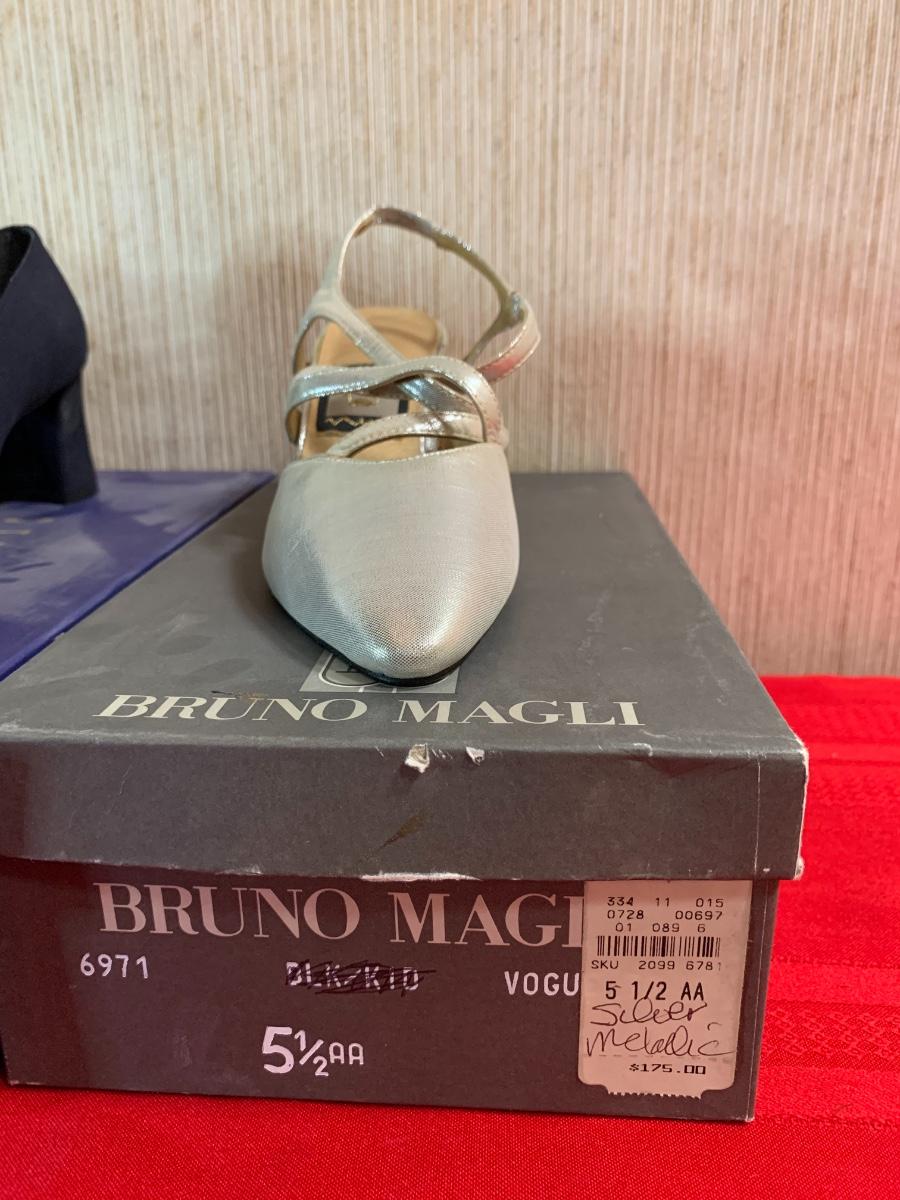 BRUNO MAGLI
BRUNO MAGL
6971
BLK/KID
VOGU
5½AA
334 11 015
0728 00697
01 089 6
SKU 2099 6781
5 1/2 AA
Silver
Metallic
$175.00